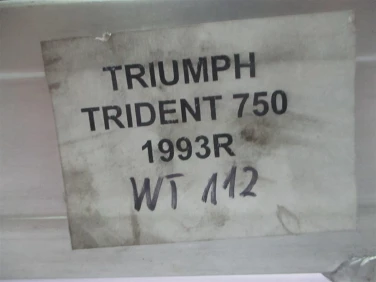 TRIUMPH
TRIDENT 750
1993R
WT 112